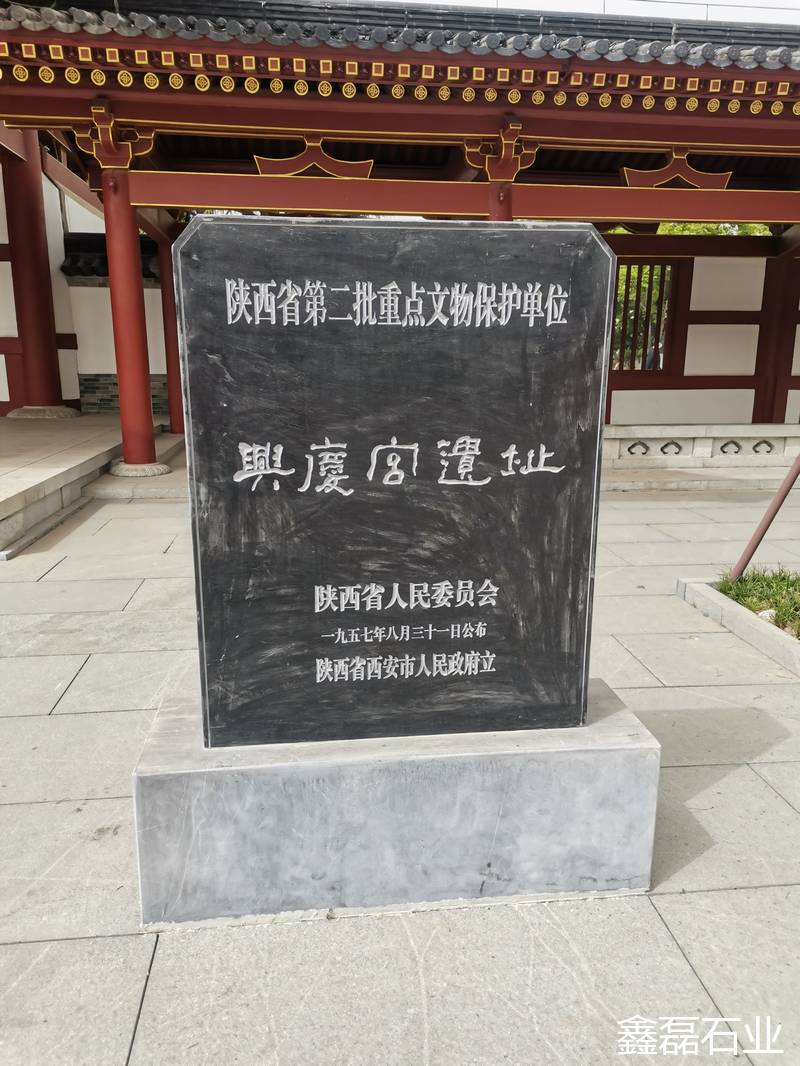 陕西省第二批重点文物保护单位
興慶宫遺址
陕西省人民委员会
一九五七年八月三十一日公布
陕西省西安市人民政府立
鑫磊石业